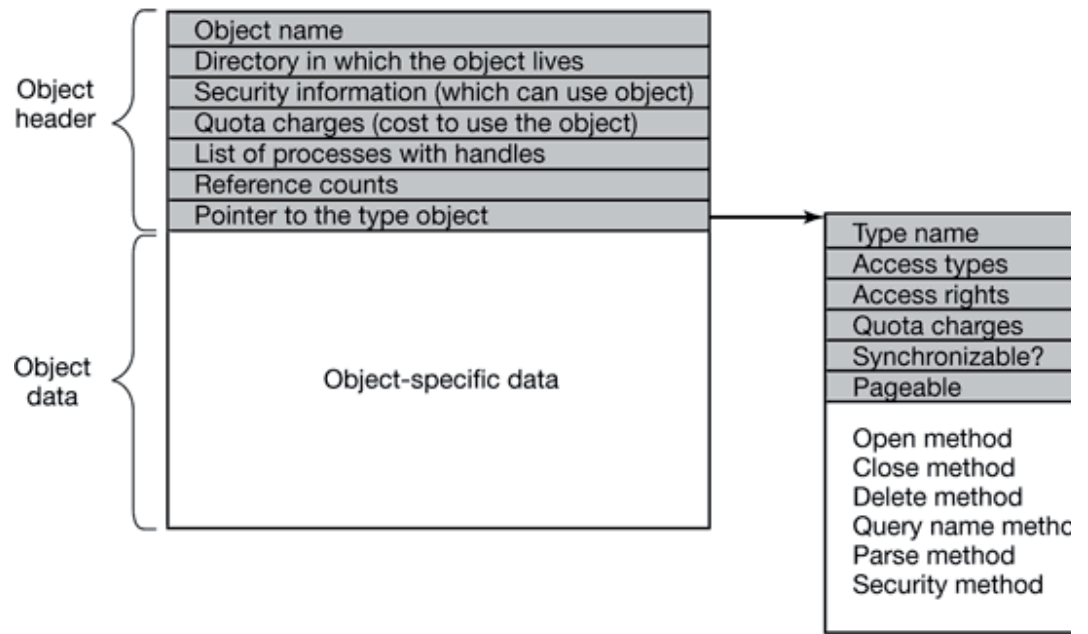 Object
header
Object name
Directory in which the object lives
Security information (which can use object)
Quota charges (cost to use the object)
List of processes with handles
Reference counts
Pointer to the type object
Object
data
Object-specific data
Type name
Access types
Access rights
Quota charges
Synchronizable?
Pageable
Open method
Close method
Delete method
Query name metho
Parse method
Security method